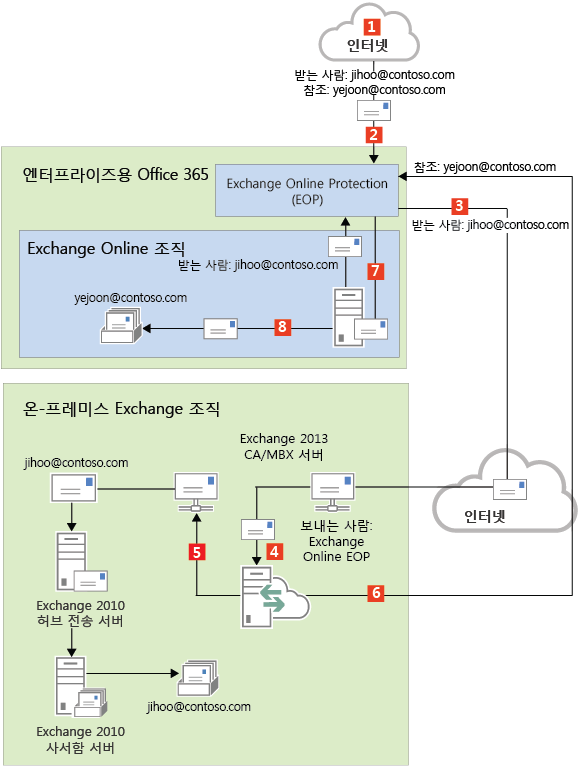 1
인터넷
받는 사람: jihoo@contoso.com
참조: yejoon@contoso.com
2
엔터프라이즈용 Office 365
Exchange Online Protection
(EOP)
참조: yejoon@contoso.com
3
받는 사람: jihoo@contoso.com
Exchange Online 조직
받는 사람: jihoo@contoso.com
7
yejoon@contoso.com
8
온-프레미스 Exchange 조직
Exchange 2013
CA/MBX 서버
jihoo@contoso.com
보내는 사람:
Exchange
Online EOP
인터넷
4
5
6
Exchange 2010
허브 전송 서버
jihoo@contoso.com
Exchange 2010
사서함 서버